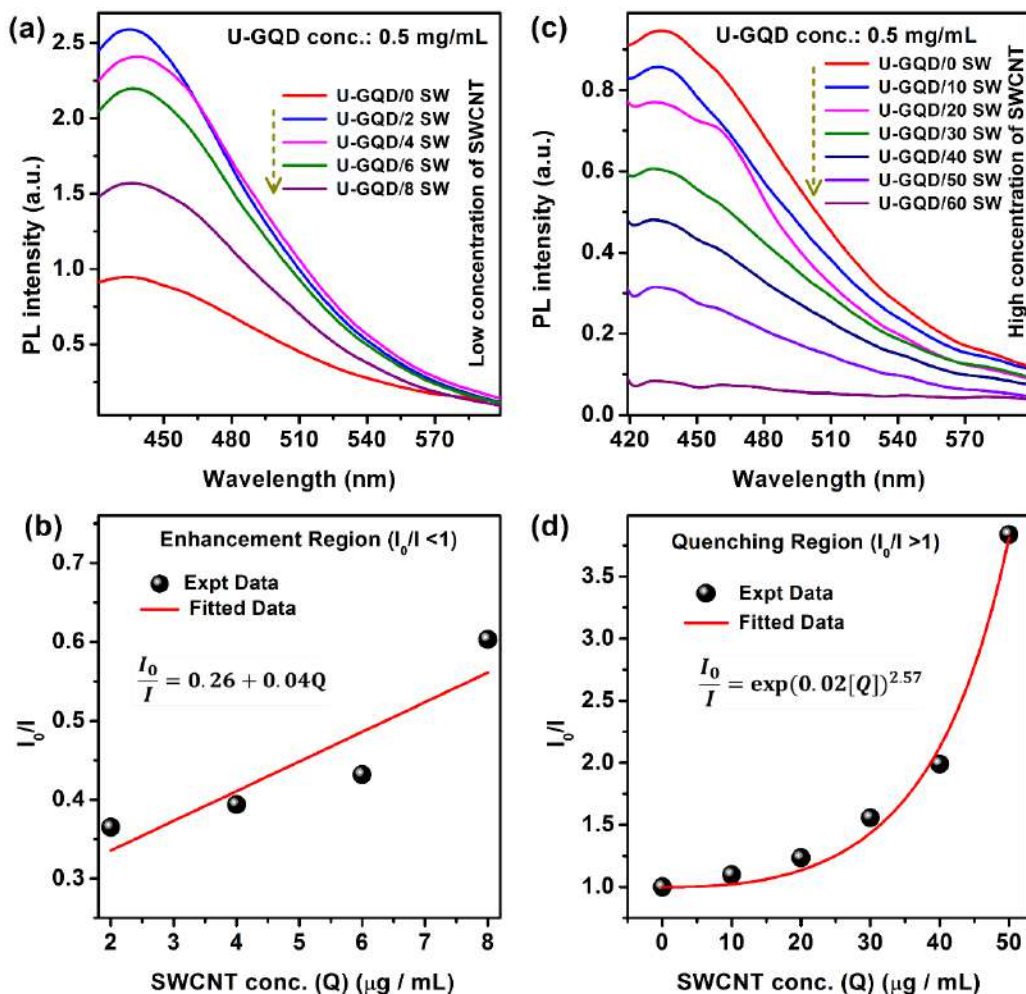 (a)
U-GQD conc.: 0.5 mg/mL
U-GQD/0 SW
U-GQD/2 SW
U-GQD/4 SW
U-GQD/6 SW
U-GQD/8 SW
Low concentration of SWCNT
PL intensity (a.u.)
2.5
2.0
1.5
1.0
0.5
450 480 510 540 570
Wavelength (nm)
(c)
U-GQD conc.: 0.5 mg/mL
U-GQD/0 SW
U-GQD/10 SW
U-GQD/20 SW
U-GQD/30 SW
U-GQD/40 SW
U-GQD/50 SW
U-GQD/60 SW
High concentration of SWCNT
PL intensity (a.u.)
0.8
0.6
0.4
0.2
0.0
420 450 480 510 540 570
Wavelength (nm)
(b)
Enhancement Region (I₀/I <1)
Expt Data
Fitted Data
I₀/I = 0.26 + 0.04Q
I₀/I
0.6
0.5
0.4
0.3
2 3 4 5 6 7 8
SWCNT conc. (Q) (μg / mL)
(d)
Quenching Region (I₀/I >1)
Expt Data
Fitted Data
I₀/I = exp(0.02[Q])^2.57
I₀/I
3.5
3.0
2.5
2.0
1.5
1.0
0 10 20 30 40 50
SWCNT conc. (Q) (μg / mL)